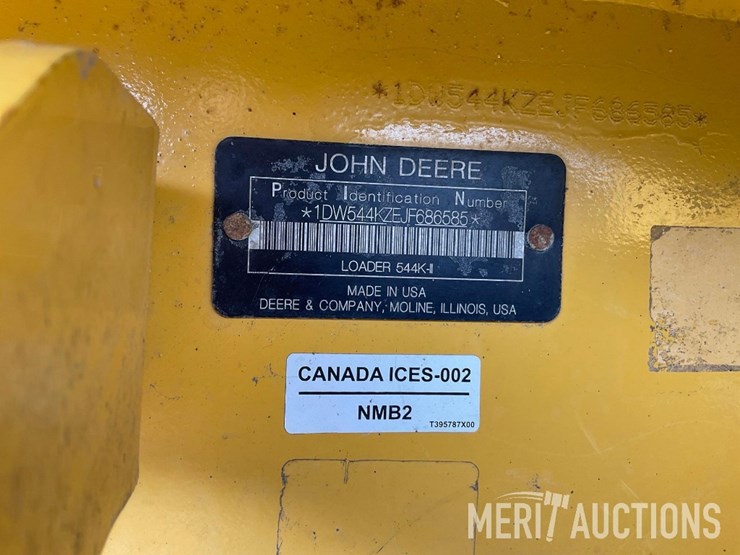 *1DW544KZEJF686585*
JOHN DEERE
Product Identification Number
*1DW544KZEJF686585*
LOADER 544K-II
MADE IN USA
DEERE & COMPANY, MOLINE, ILLINOIS, USA
CANADA ICES-002
NMB2
T395787X00
MERIT AUCTIONS